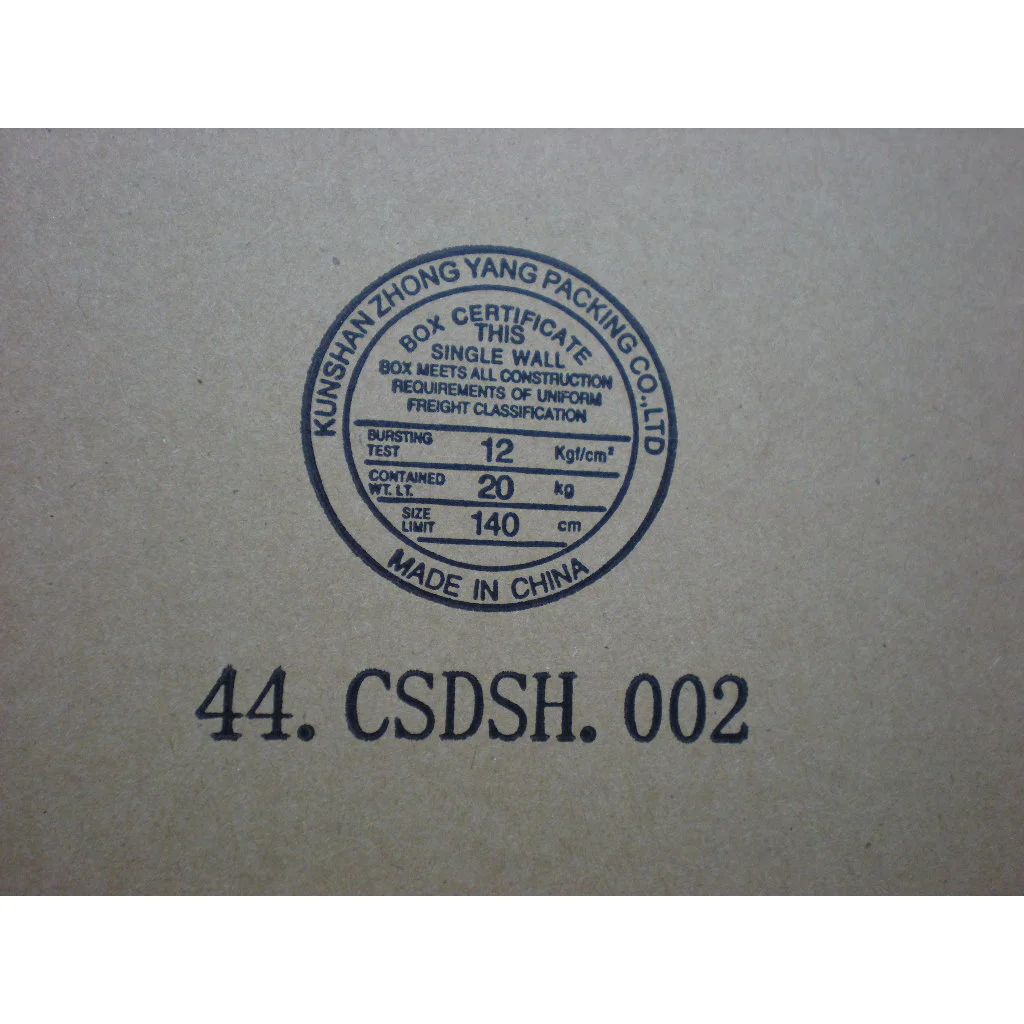 KUNSHAN ZHONG YANG PACKING CO.,LTD
BOX CERTIFICATE
THIS
SINGLE WALL
BOX MEETS ALL CONSTRUCTION
REQUIREMENTS OF UNIFORM
FREIGHT CLASSIFICATION
BURSTING TEST 12 Kgf/cm²
CONTAINED WT. LT. 20 kg
SIZE LIMIT 140 cm
MADE IN CHINA
44. CSDSH. 002